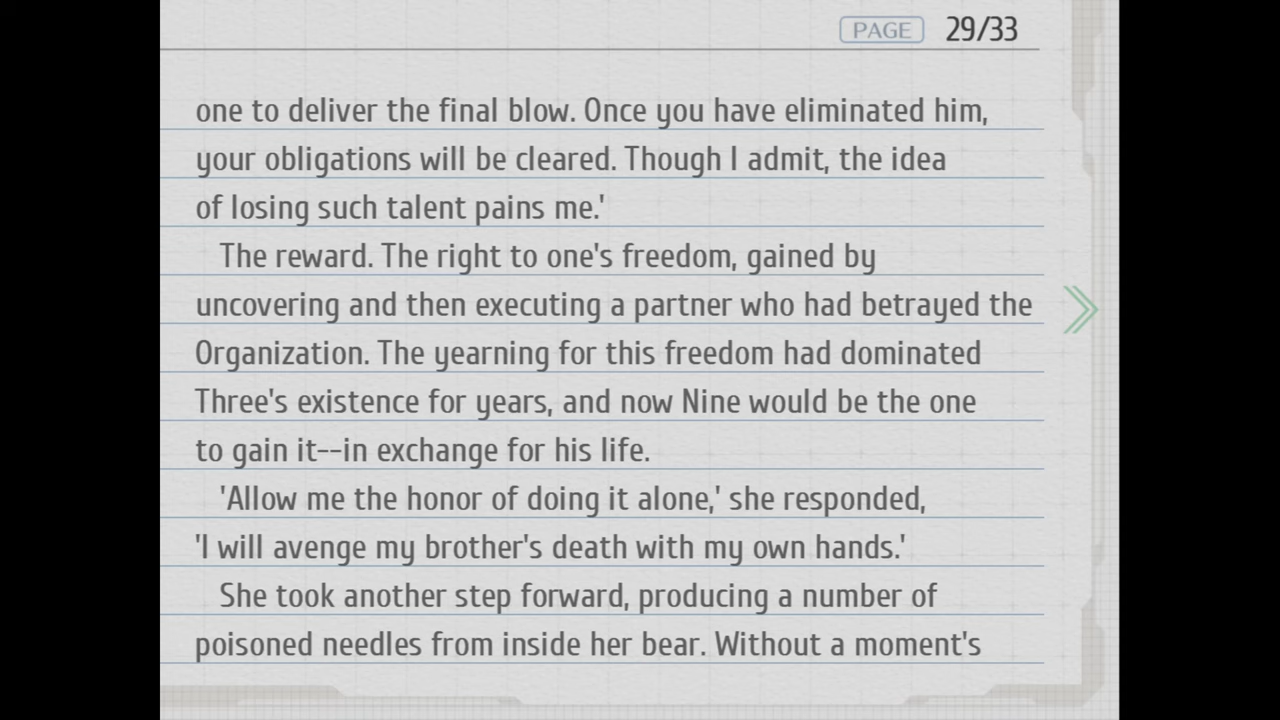 PAGE 29/33
one to deliver the final blow. Once you have eliminated him,
your obligations will be cleared. Though I admit, the idea
of losing such talent pains me.'
The reward. The right to one's freedom, gained by
uncovering and then executing a partner who had betrayed the
Organization. The yearning for this freedom had dominated
Three's existence for years, and now Nine would be the one
to gain it--in exchange for his life.
'Allow me the honor of doing it alone,' she responded,
'I will avenge my brother's death with my own hands.'
She took another step forward, producing a number of
poisoned needles from inside her bear. Without a moment's